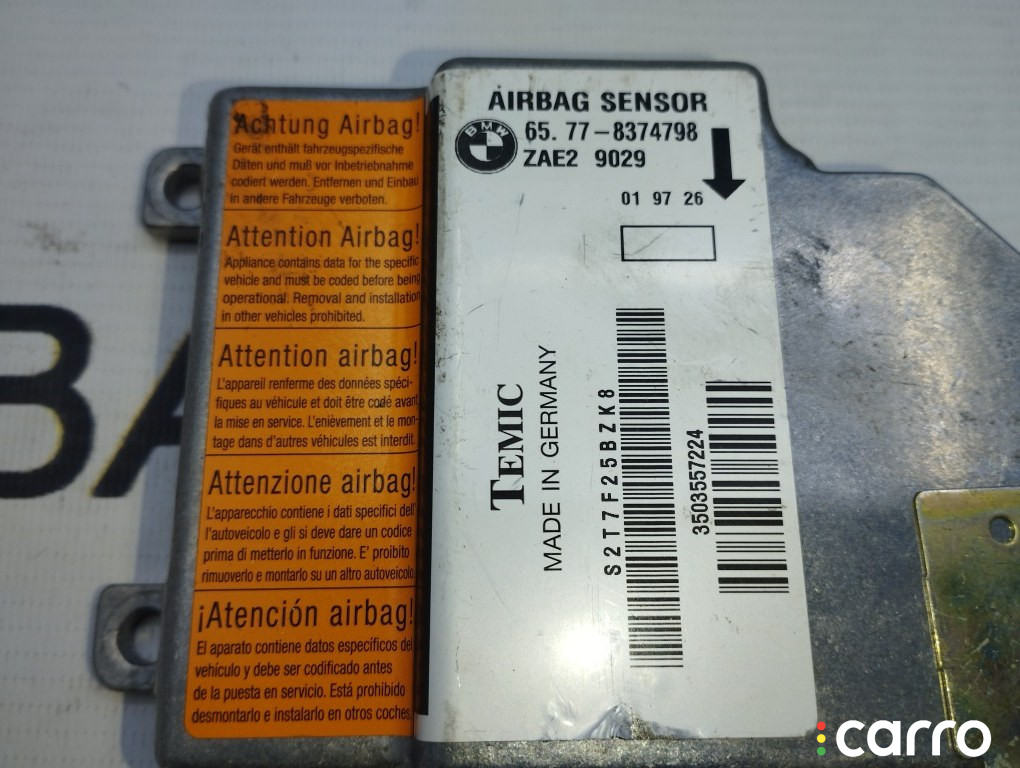 Achtung Airbag!
Gerät enthält fahrzeugspezifische
Daten und muß vor Inbetriebnahme
codiert werden. Entfernen und Einbau
in andere Fahrzeuge verboten.
Attention Airbag!
Appliance contains data for the specific
vehicle and must be coded before being
operational. Removal and installation
in other vehicles prohibited.
Attention airbag!
L'appareil renferme des données spéci-
fiques au véhicule et doit être codé avant
la mise en service. L'enièvement et le mon-
tage dans d'autres véhicules est interdit.
Attenzione airbag!
L'apparecchio contiene i dati specifici dell'
l'autoveicolo e gli si deve dare un codice
prima di metterlo in funzione. E' proibito
rimuoverlo e montarlo su un altro autoveicolo.
¡Atención airbag!
El aparato contiene datos específicos del
vehículo y debe ser codificado antes
de la puesta en servicio. Está prohibido
desmontarlo e instalarlo en otros coches.
AIRBAG SENSOR
BMW
65. 77-8374798
ZAE2 9029
01 97 26
TEMIC
MADE IN GERMANY
S2T7F25BZK8
3503557224
BA
carro